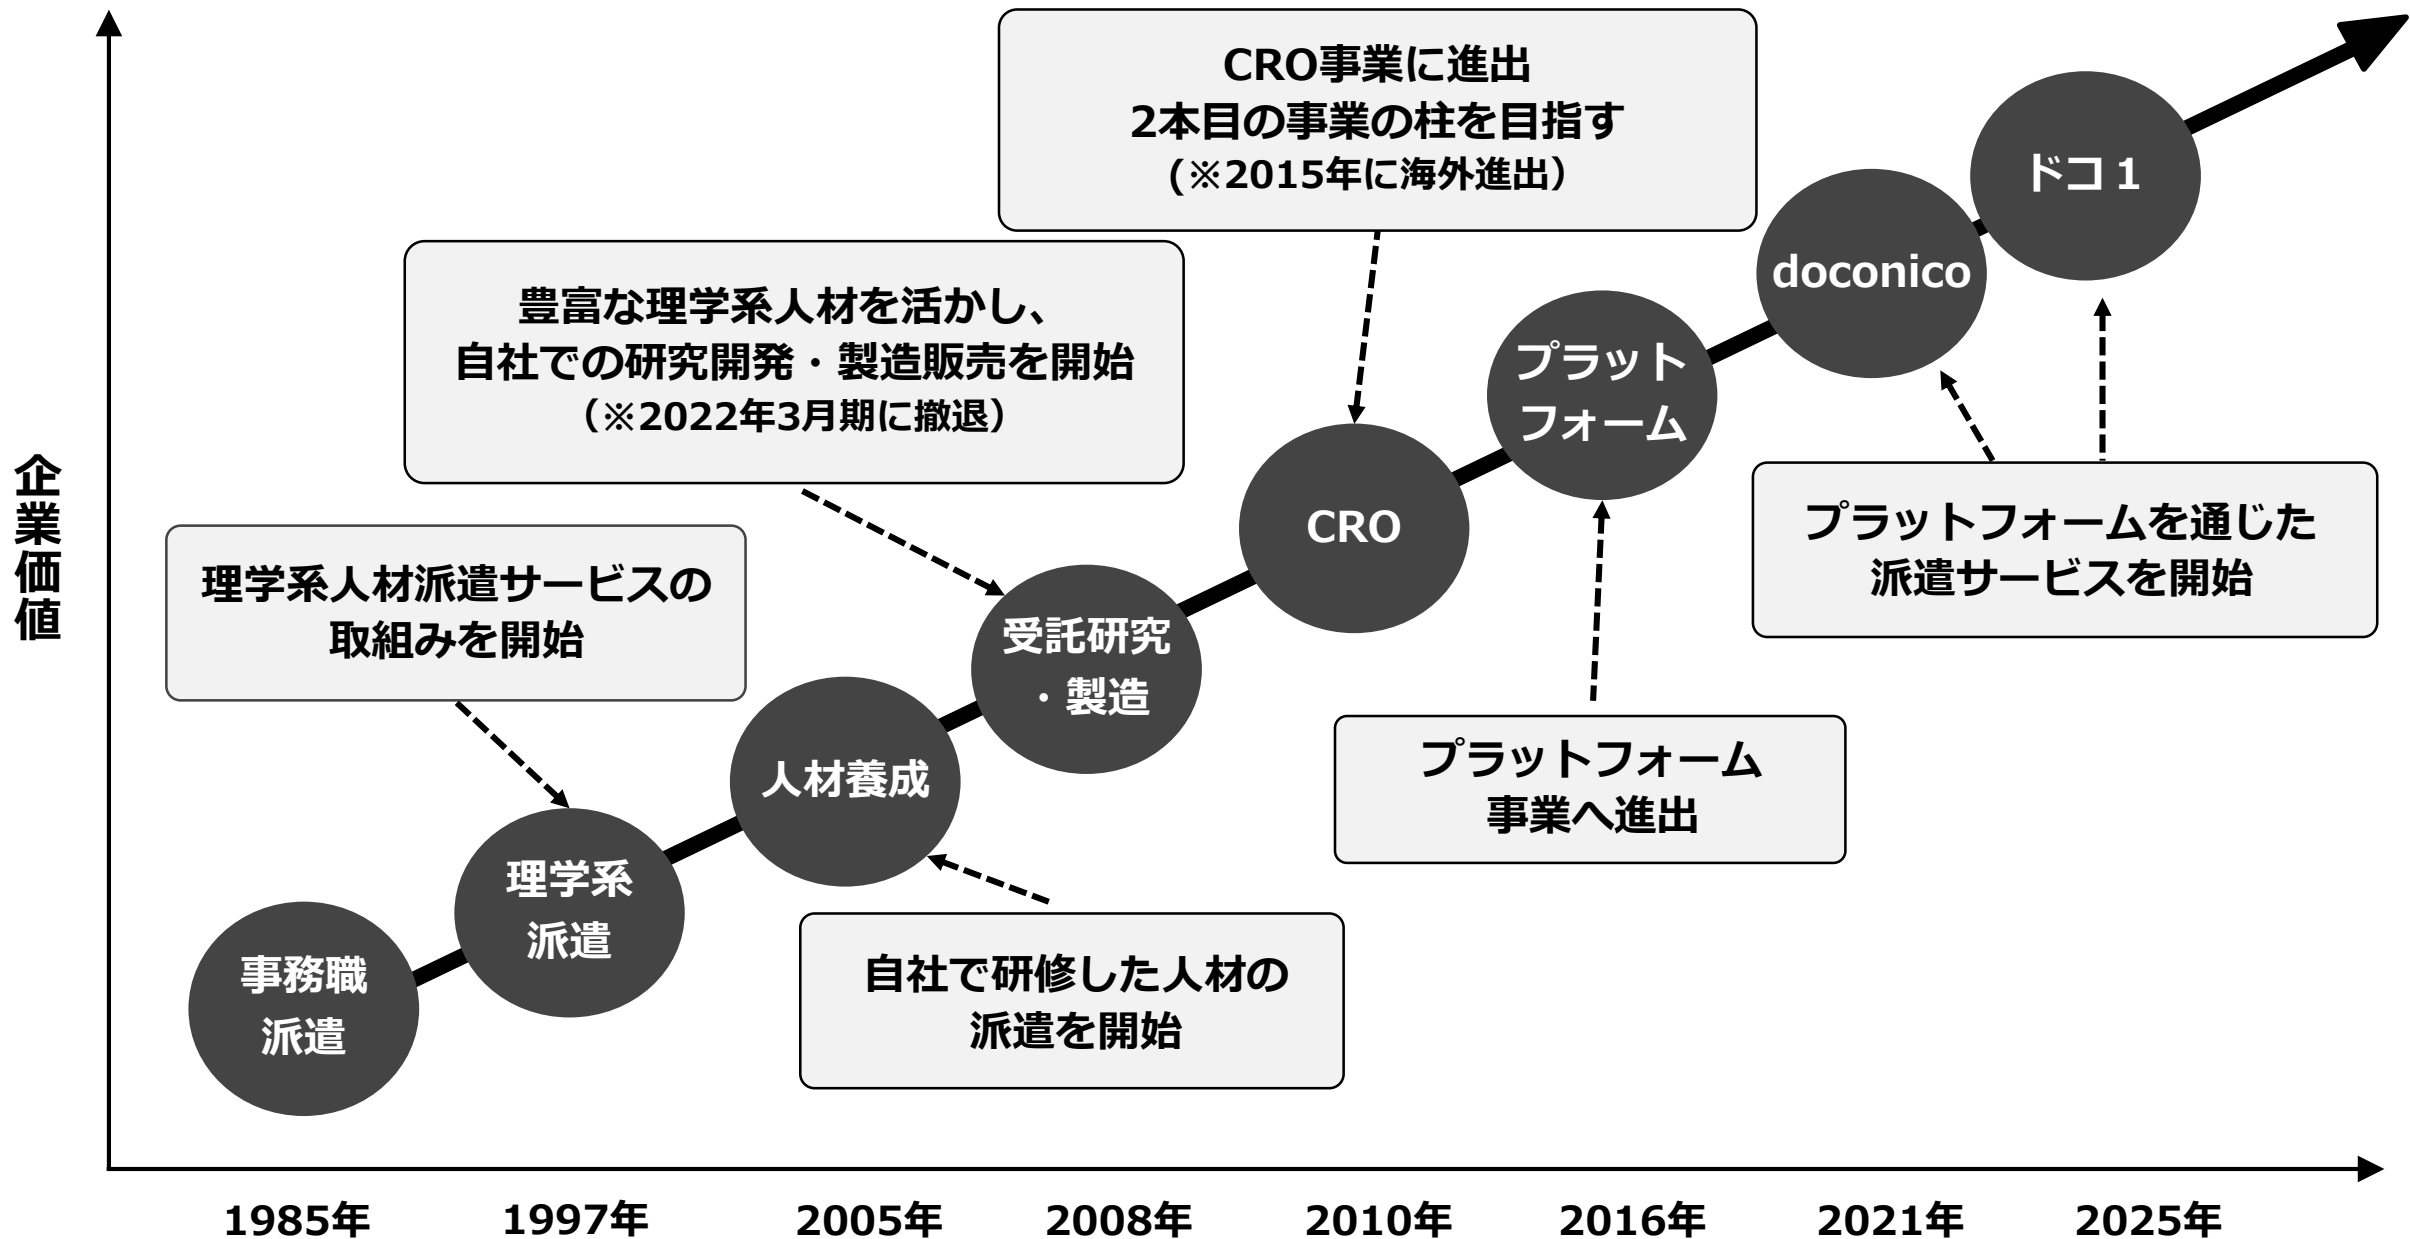 CRO事業に進出
2本目の事業の柱を目指す
(※2015年に海外進出）
ドコ１
doconico
豊富な理学系人材を活かし、
自社での研究開発・製造販売を開始
（※2022年3月期に撤退）
プラット
フォーム
企業価値
CRO
プラットフォームを通じた
派遣サービスを開始
理学系人材派遣サービスの
取組みを開始
受託研究
・製造
人材養成
プラットフォーム
事業へ進出
理学系
派遣
事務職
派遣
自社で研修した人材の
派遣を開始
1985年
1997年
2005年
2008年
2010年
2016年
2021年
2025年